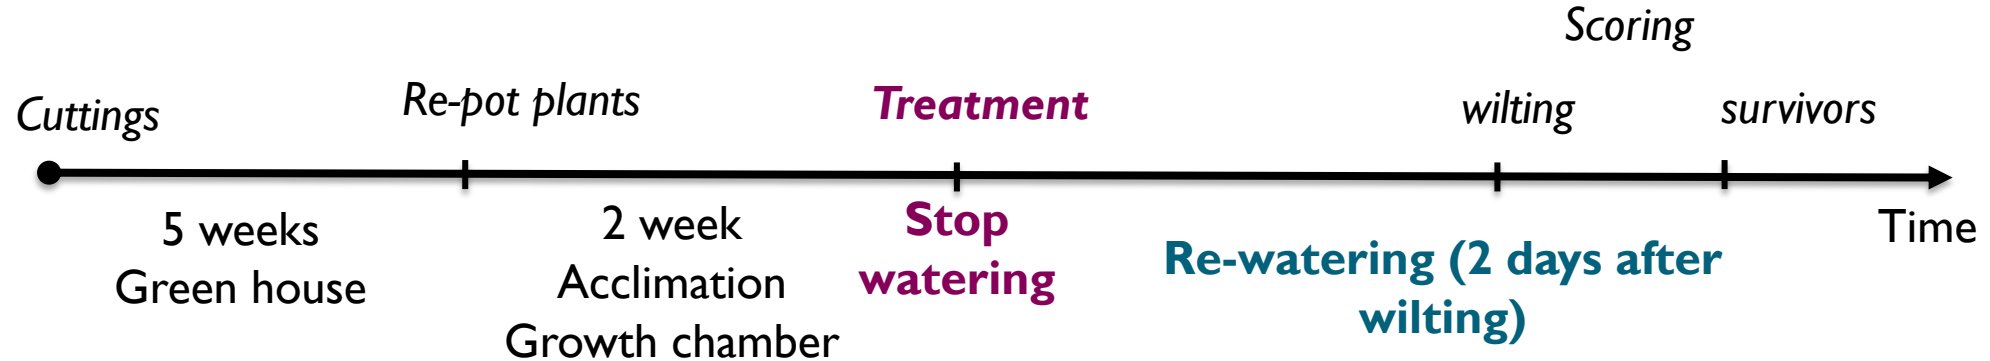 Scoring
Cuttings
Re-pot plants
Treatment
wilting
survivors
5 weeks
Green house
2 week
Acclimation
Growth chamber
Stop
watering
Re-watering (2 days after
wilting)
Time